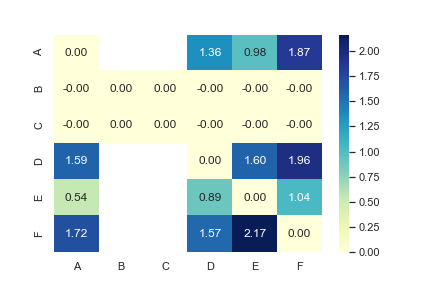 A 0.00 1.36 0.98 1.87
B -0.00 0.00 0.00 -0.00 -0.00 -0.00
C -0.00 0.00 0.00 -0.00 -0.00 -0.00
D 1.59 0.00 1.60 1.96
E 0.54 0.89 0.00 1.04
F 1.72 1.57 2.17 0.00
A B C D E F
2.00
1.75
1.50
1.25
1.00
0.75
0.50
0.25
0.00